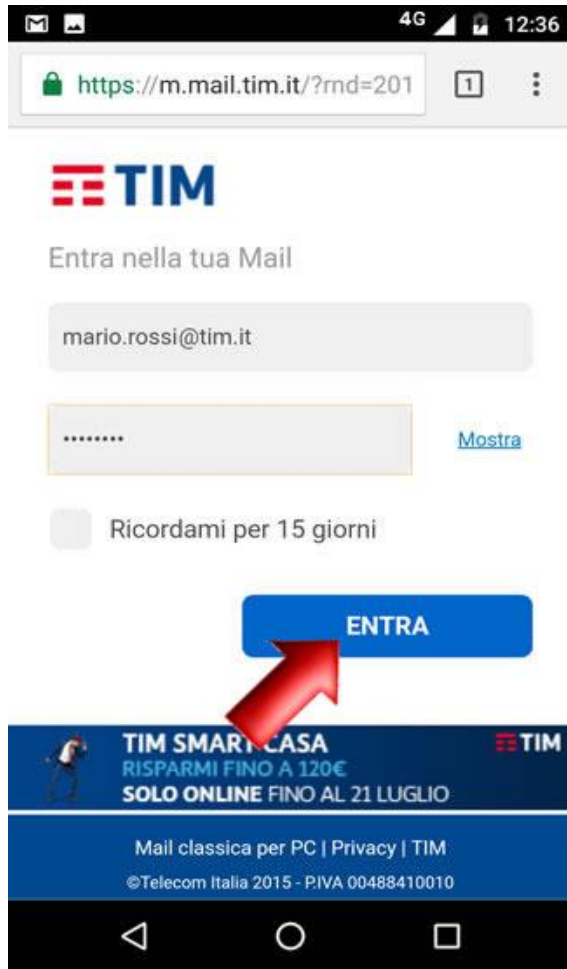 4G 12:36
https://m.mail.tim.it/?rnd=201 1
TIM
Entra nella tua Mail
mario.rossi@tim.it
••••••••
Mostra
Ricordami per 15 giorni
ENTRA
TIM SMART CASA
TIM
RISPARMI FINO A 120€
SOLO ONLINE FINO AL 21 LUGLIO
Mail classica per PC | Privacy | TIM
©Telecom Italia 2015 - P.IVA 00488410010